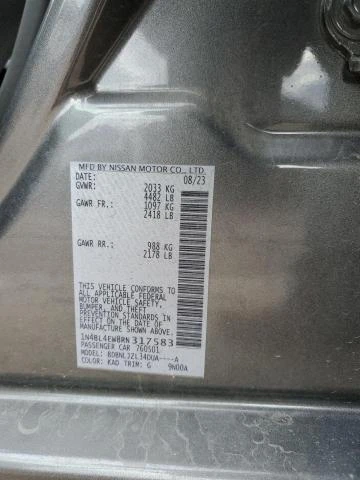 MFD BY NISSAN MOTOR CO., LTD
DATE: 08/23
GVWR: 2033 KG
4482 LB
GAWR FR.: 1097 KG
2418 LB
GAWR RR.: 988 KG
2178 LB
THIS VEHICLE CONFORMS TO ALL
APPLICABLE FEDERAL
MOTOR VEHICLE SAFETY,
BUMPER, AND THEFT
PREVENTION STANDARDS IN
EFFECT ON THE DATE OF
MANUFACTURE SHOWN ABOVE.
1N4BL4EW8RN317583
PASSENGER CAR 760501
MODEL: BDBNLJZL34DUA----A
COLOR: KAD TRIM: G 9N00A